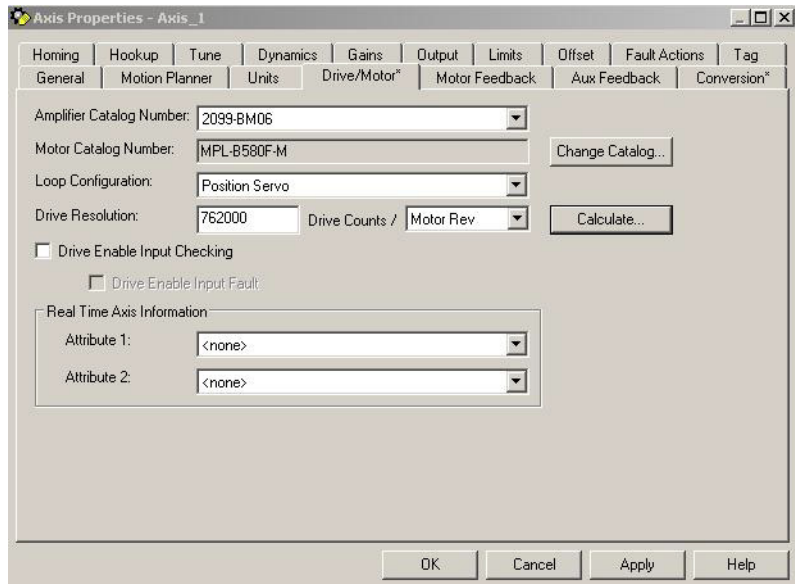 Axis Properties - Axis_1
Homing Hookup Tune Dynamics Gains Output Limits Offset Fault Actions Tag
General Motion Planner Units Drive/Motor* Motor Feedback Aux Feedback Conversion*
Amplifier Catalog Number: 2099-BM06
Motor Catalog Number: MPL-B580F-M Change Catalog...
Loop Configuration: Position Servo
Drive Resolution: 762000 Drive Counts / Motor Rev Calculate...
Drive Enable Input Checking
Drive Enable Input Fault
Real Time Axis Information
Attribute 1: <none>
Attribute 2: <none>
OK Cancel Apply Help